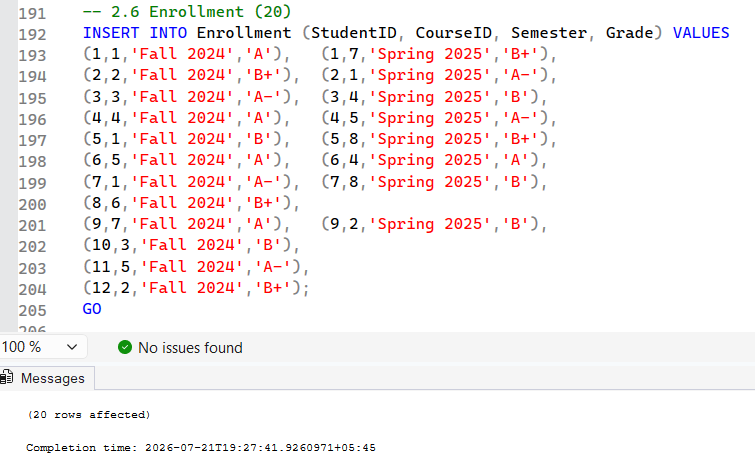 191 -- 2.6 Enrollment (20)
192 INSERT INTO Enrollment (StudentID, CourseID, Semester, Grade) VALUES
193 (1,1,'Fall 2024','A'), (1,7,'Spring 2025','B+'),
194 (2,2,'Fall 2024','B+'), (2,1,'Spring 2025','A-'),
195 (3,3,'Fall 2024','A-'), (3,4,'Spring 2025','B'),
196 (4,4,'Fall 2024','A'), (4,5,'Spring 2025','A-'),
197 (5,1,'Fall 2024','B'), (5,8,'Spring 2025','B+'),
198 (6,5,'Fall 2024','A'), (6,4,'Spring 2025','A'),
199 (7,1,'Fall 2024','A-'), (7,8,'Spring 2025','B'),
200 (8,6,'Fall 2024','B+'),
201 (9,7,'Fall 2024','A'), (9,2,'Spring 2025','B'),
202 (10,3,'Fall 2024','B'),
203 (11,5,'Fall 2024','A-'),
204 (12,2,'Fall 2024','B+');
205 GO
206
100 % No issues found
Messages
(20 rows affected)
Completion time: 2026-07-21T19:27:41.9260971+05:45